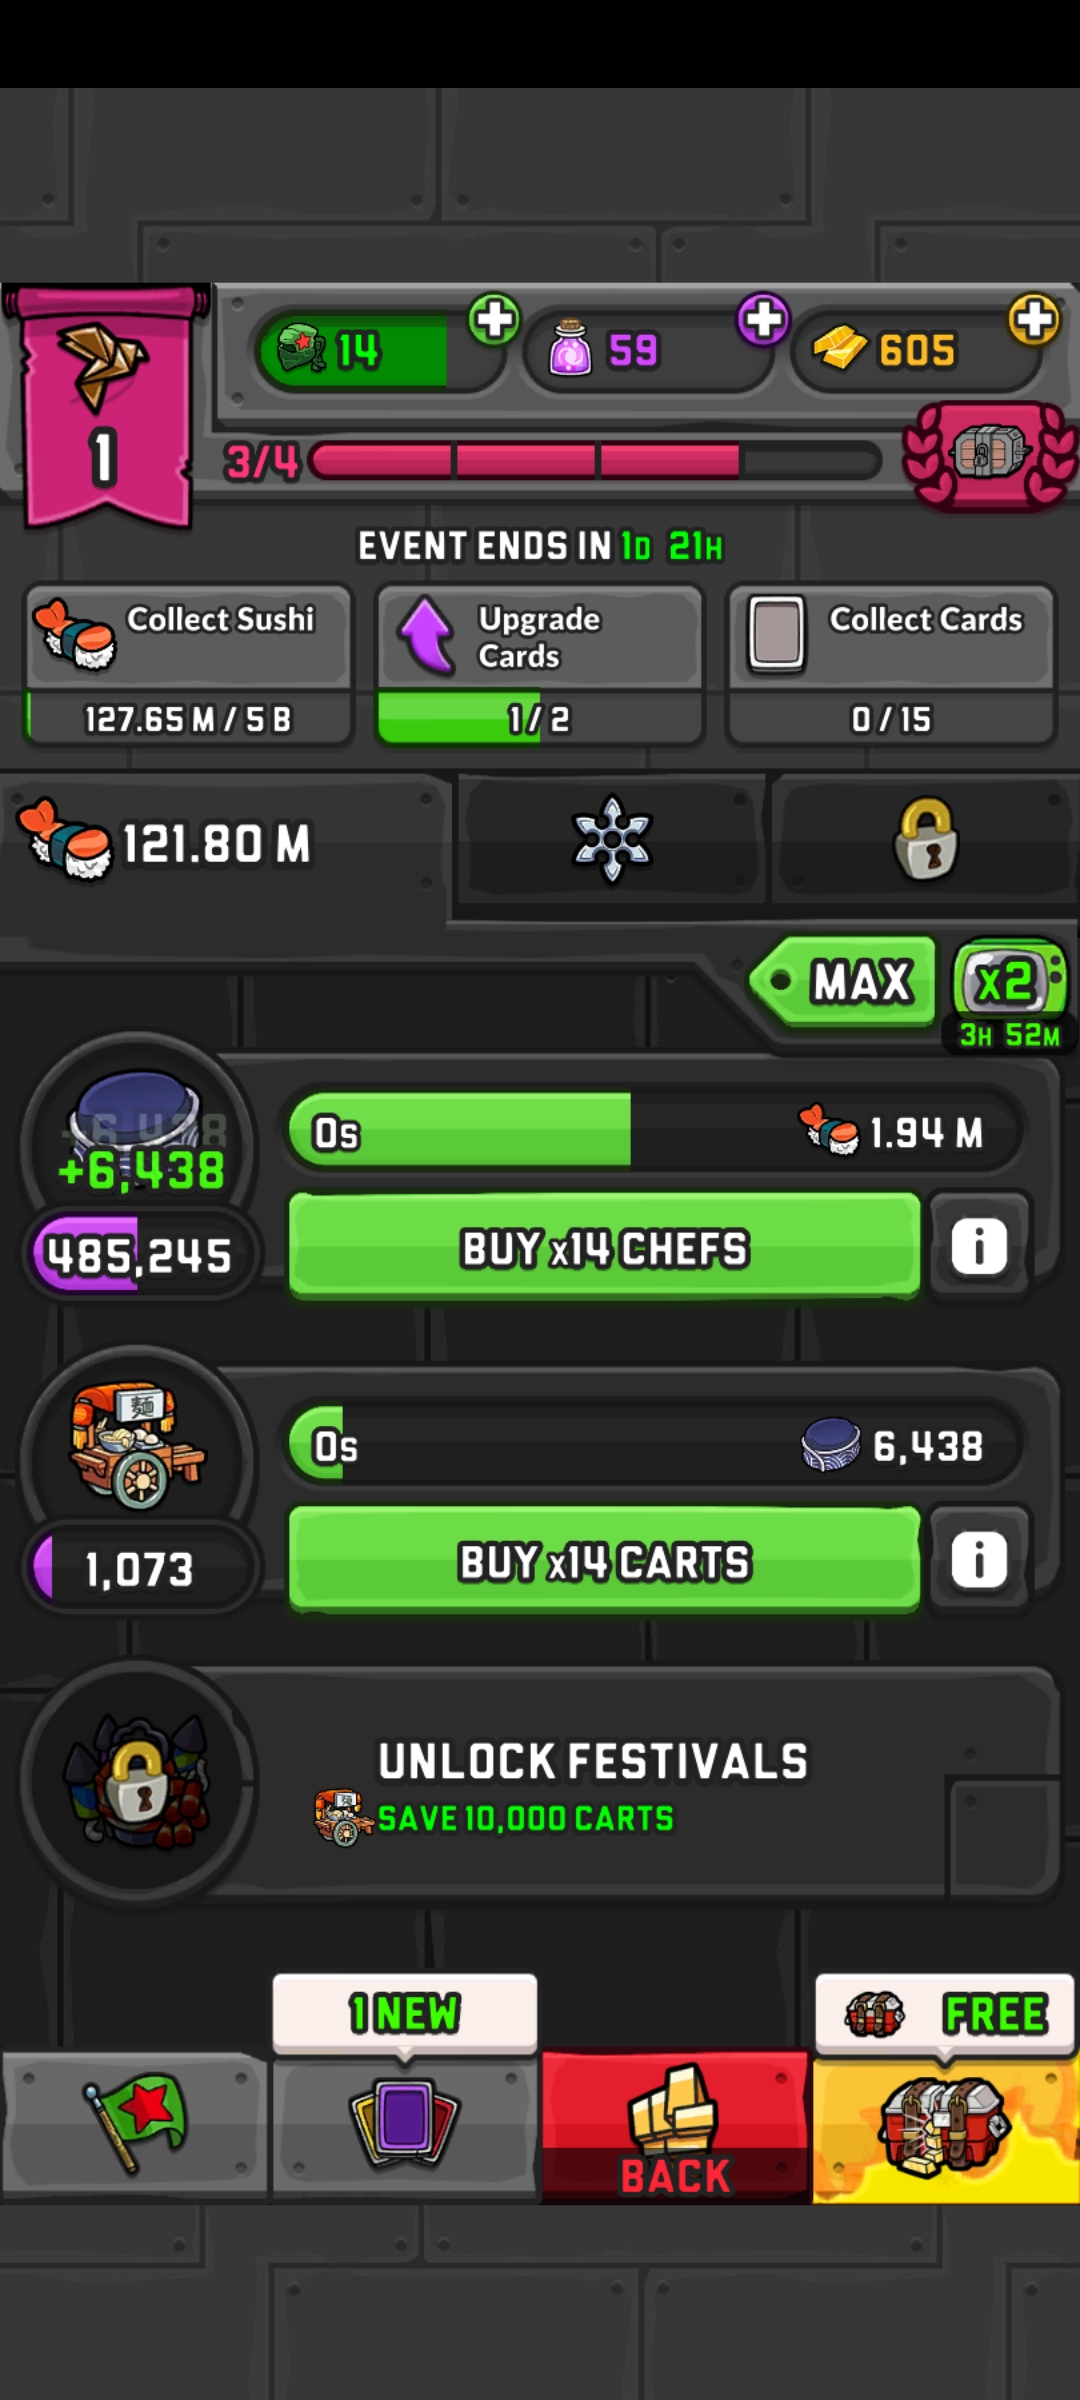 14
59
605
1
3/4
EVENT ENDS IN 1D 21H
Collect Sushi
127.65 M / 5 B
Upgrade
Cards
1 / 2
Collect Cards
0 / 15
121.80 M
MAX
x2
3H 52M
+6,438
+6,438
485,245
0s
1.94 M
BUY x14 CHEFS
i
麺
1,073
0s
6,438
BUY x14 CARTS
i
UNLOCK FESTIVALS
SAVE 10,000 CARTS
1 NEW
FREE
BACK